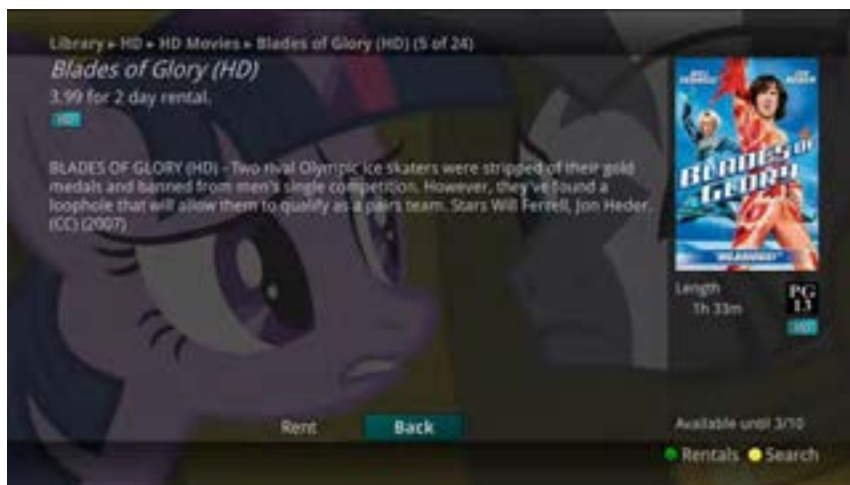 Library ▸ HD ▸ HD Movies ▸ Blades of Glory (HD) (5 of 24)
Blades of Glory (HD)
3.99 for 2 day rental.
HD
BLADES OF GLORY (HD) - Two rival Olympic ice skaters were stripped of their gold
medals and banned from men's single competition. However, they've found a
loophole that will allow them to qualify as a pairs team. Stars Will Ferrell, Jon Heder.
(CC) (2007)
BLADES OF
GLORY
Length
1h 33m
PG
13
HD
Rent
Back
Available until 3/10
Rentals
Search